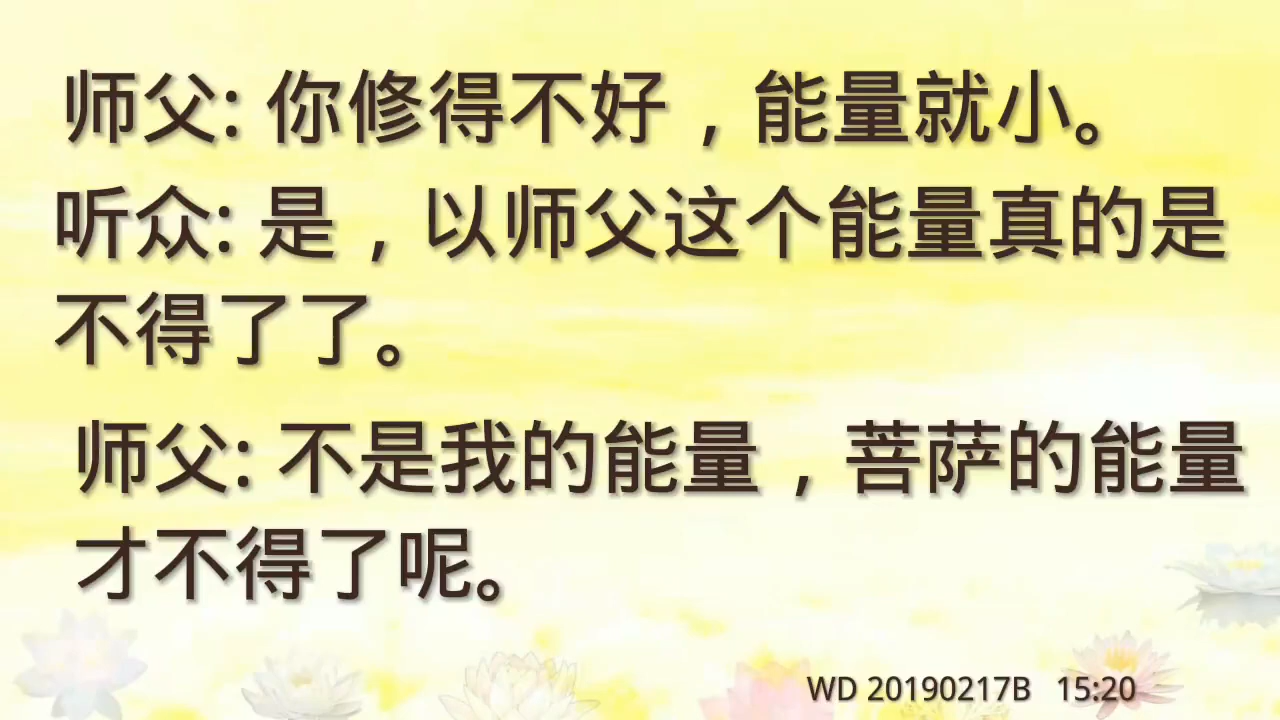 师父: 你修得不好，能量就小。
听众: 是，以师父这个能量真的是
不得了了。
师父: 不是我的能量，菩萨的能量
才不得了呢。
WD 20190217B 15:20